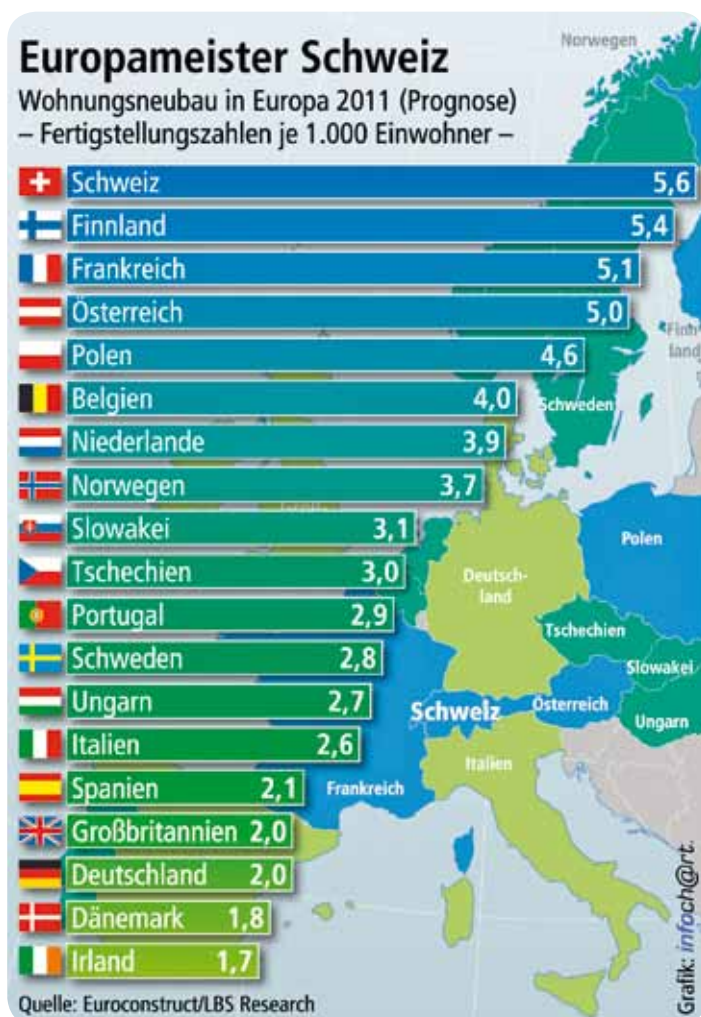 Europameister Schweiz
Wohnungsneubau in Europa 2011 (Prognose)
– Fertigstellungszahlen je 1.000 Einwohner –
Norwegen
Schweiz 5,6
Finnland 5,4
Frankreich 5,1
Österreich 5,0
Finn-
land
Polen 4,6
Belgien 4,0
Schweden
Niederlande 3,9
Norwegen 3,7
Slowakei 3,1
Polen
Tschechien 3,0
Deutsch-
land
Portugal 2,9
Tschechien
Schweden 2,8
Slowakei
Ungarn 2,7
Schweiz
Österreich
Ungarn
Italien 2,6
Italien
Spanien 2,1
Frankreich
Großbritannien 2,0
Deutschland 2,0
Dänemark 1,8
Irland 1,7
Quelle: Euroconstruct/LBS Research
Grafik: infoch@rt.